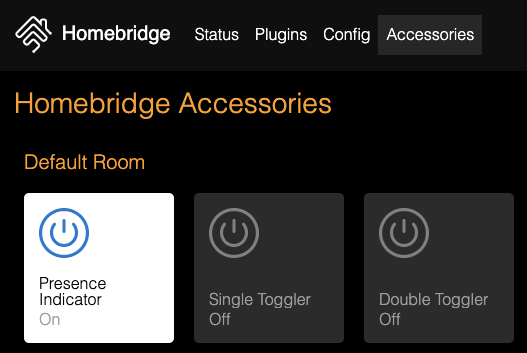 Homebridge Status Plugins Config Accessories
Homebridge Accessories
Default Room
Presence
Indicator
On
Single Toggler
Off
Double Toggler
Off